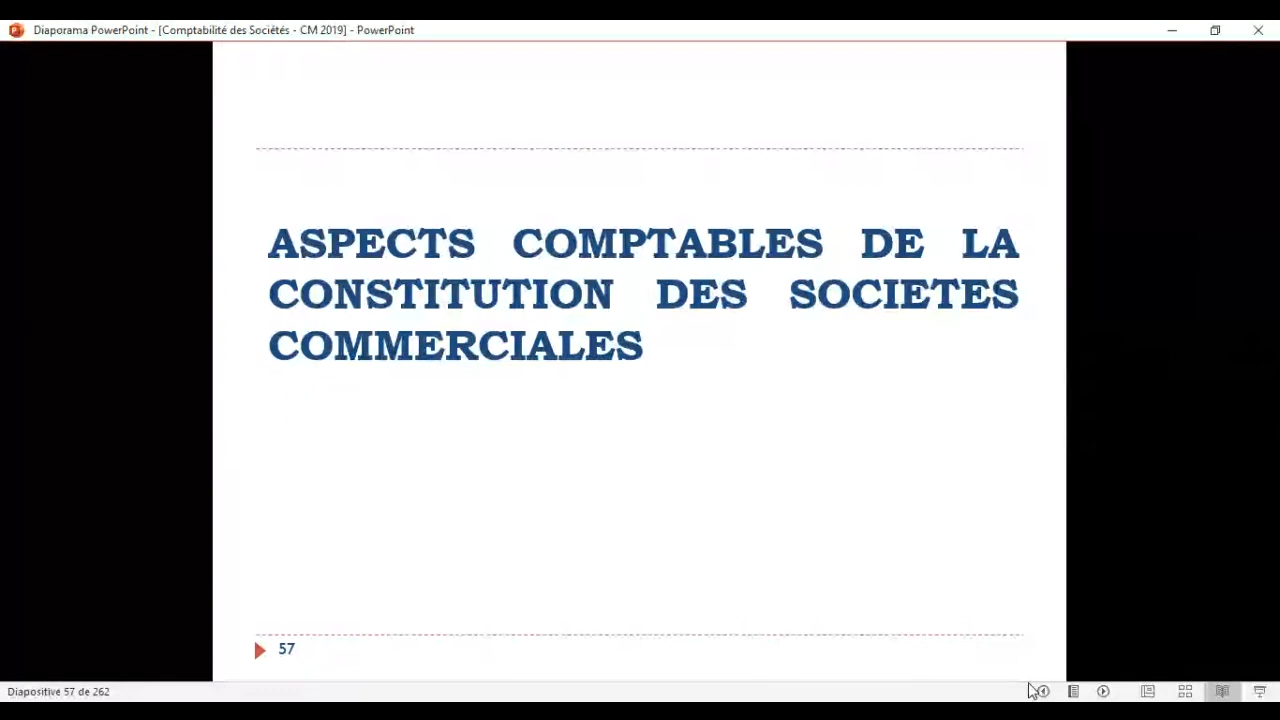 Diaporama PowerPoint - [Comptabilité des Sociétés - CM 2019] - PowerPoint
ASPECTS COMPTABLES DE LA
CONSTITUTION DES SOCIETES
COMMERCIALES
57
Diapositive 57 de 262